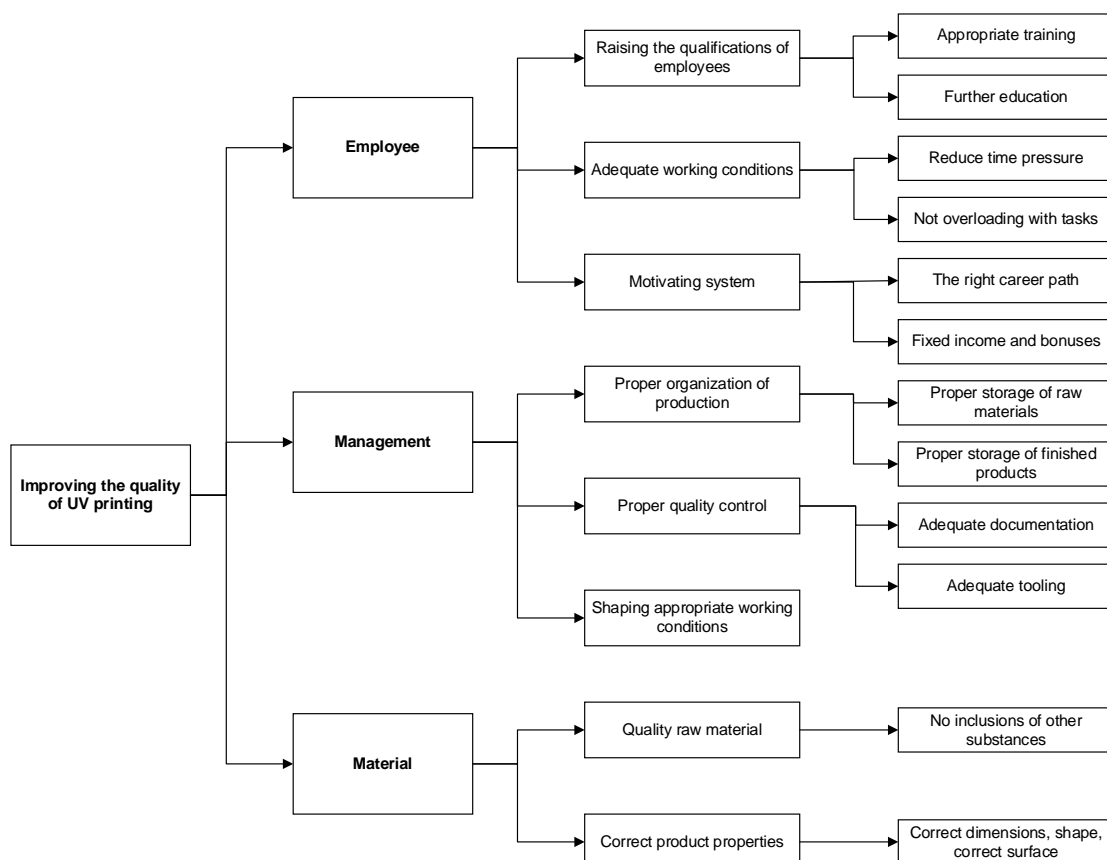 Improving the quality
of UV printing
Employee
Raising the qualifications of
employees
Appropriate training
Further education
Adequate working conditions
Reduce time pressure
Not overloading with tasks
Motivating system
The right career path
Fixed income and bonuses
Management
Proper organization of
production
Proper storage of raw
materials
Proper storage of finished
products
Proper quality control
Adequate documentation
Adequate tooling
Shaping appropriate working
conditions
Material
Quality raw material
No inclusions of other
substances
Correct product properties
Correct dimensions, shape,
correct surface